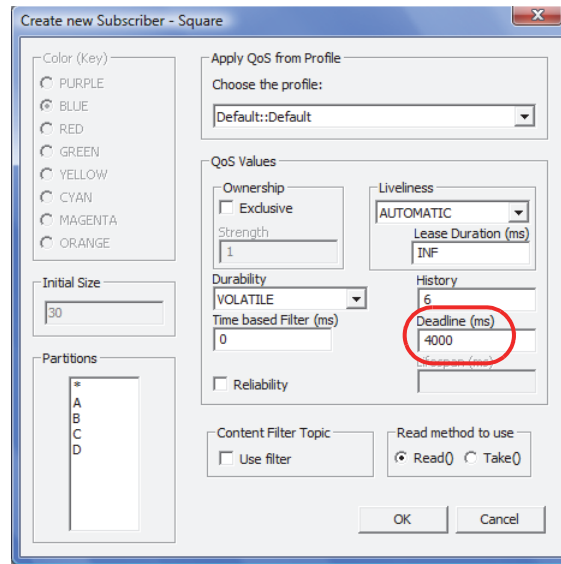 Create new Subscriber - Square
Color (Key)
PURPLE
BLUE
RED
GREEN
YELLOW
CYAN
MAGENTA
ORANGE
Initial Size
30
Partitions
*
A
B
C
D
Apply QoS from Profile
Choose the profile:
Default::Default
QoS Values
Ownership
Exclusive
Strength
1
Liveliness
AUTOMATIC
Lease Duration (ms)
INF
Durability
VOLATILE
History
6
Time based Filter (ms)
0
Deadline (ms)
4000
Lifespan (ms)
Reliability
Content Filter Topic
Use filter
Read method to use
Read() Take()
OK
Cancel